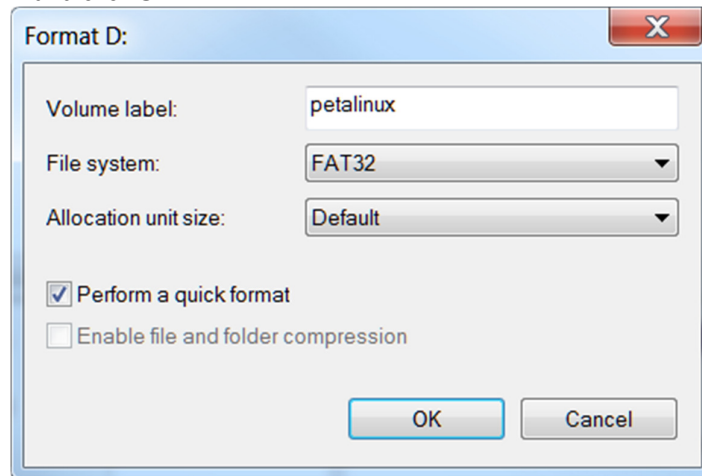 Format D:
Volume label: petalinux
File system: FAT32
Allocation unit size: Default
Perform a quick format
Enable file and folder compression
OK Cancel